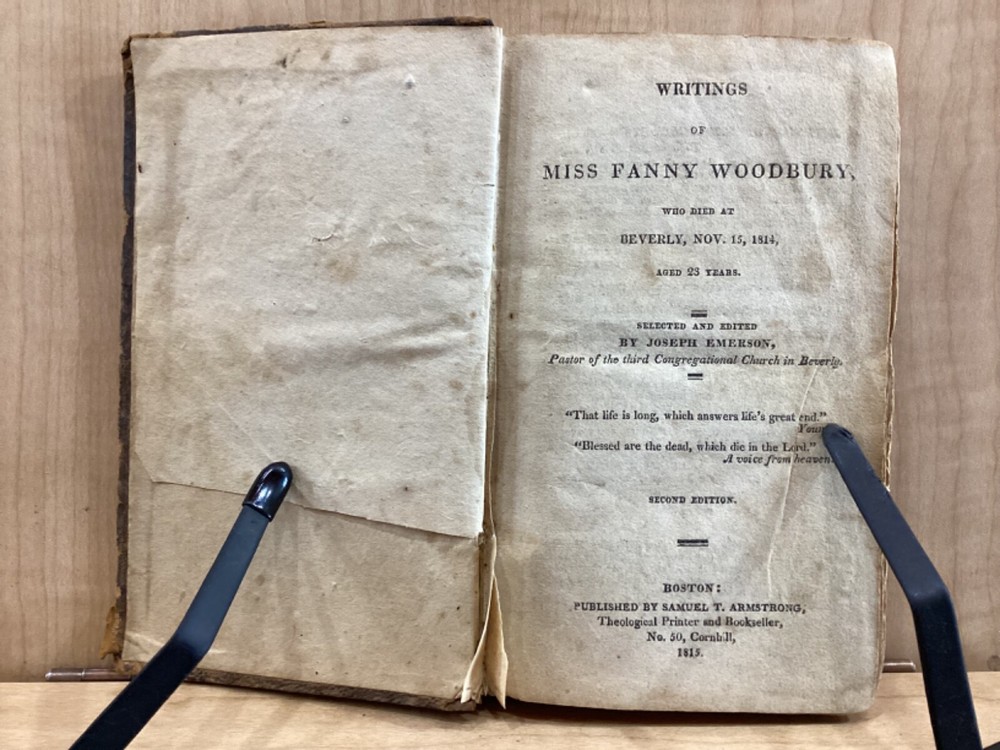 WRITINGS
OF
MISS FANNY WOODBURY,
WHO DIED AT
BEVERLY, NOV. 15, 1814,
AGED 23 YEARS.
SELECTED AND EDITED
BY JOSEPH EMERSON,
Pastor of the third Congregational Church in Beverly.
"That life is long, which answers life's great end."
"Blessed are the dead, which die in the Lord."
A voice from heaven
SECOND EDITION.
BOSTON:
PUBLISHED BY SAMUEL T. ARMSTRONG,
Theological Printer and Bookseller,
No. 50, Cornhill,
1815.